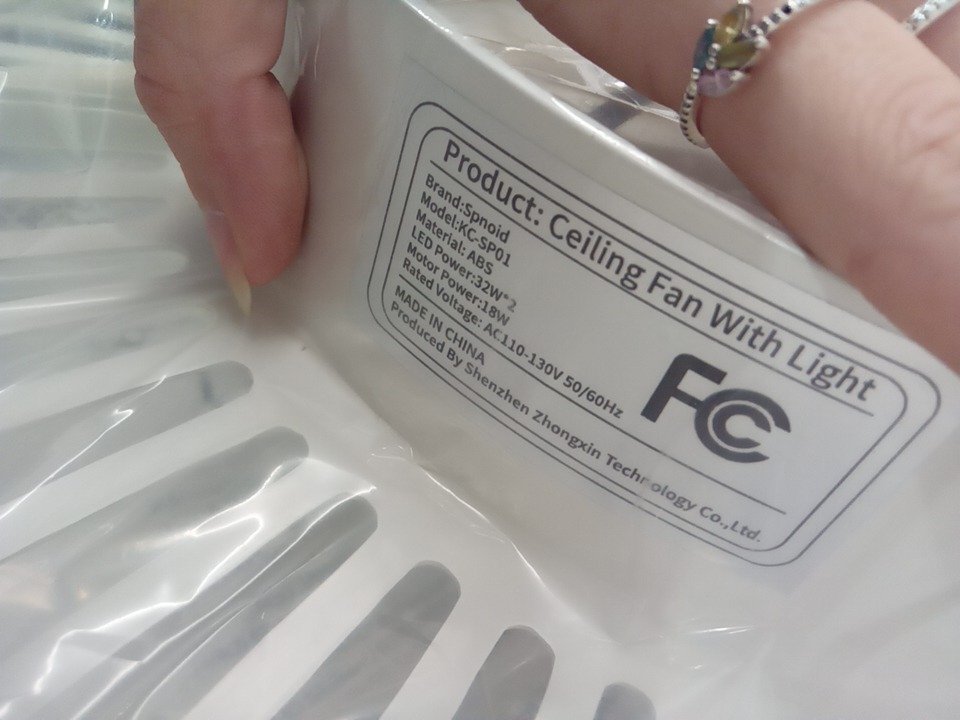 Product: Ceiling Fan With Light
Brand:Spnoid
Model:KC-SP01
Material: ABS
LED Power:32W*2
Motor Power:18W
Rated Voltage: AC110-130V 50/60Hz
FC
MADE IN CHINA
Produced By Shenzhen Zhongxin Technology Co.,Ltd.